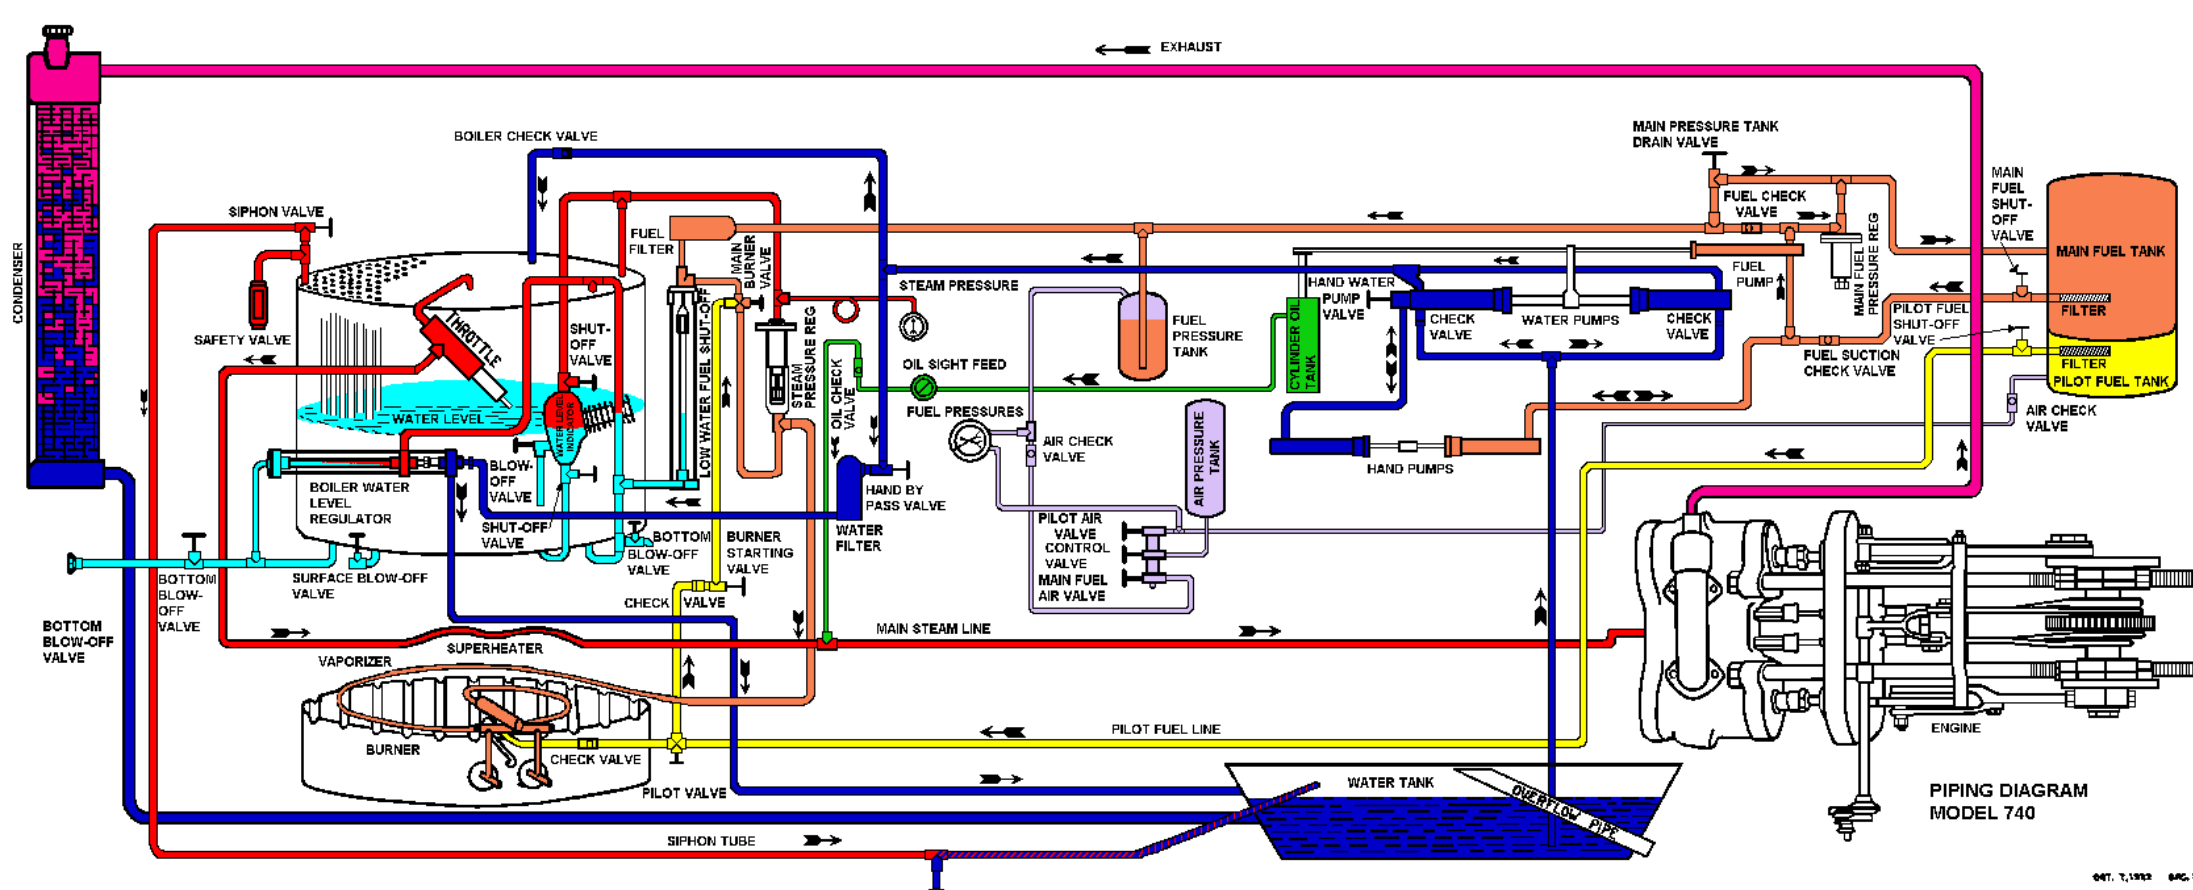 EXHAUST
CONDENSER
BOILER CHECK VALVE
SIPHON VALVE
SAFETY VALVE
THROTTLE
SHUT-
OFF
VALVE
WATER LEVEL
WATER LEVEL
INDICATOR
BLOW-
OFF
VALVE
BOILER WATER
LEVEL
REGULATOR
SHUT-OFF
VALVE
SURFACE BLOW-OFF
VALVE
BOTTOM
BLOW-
OFF
VALVE
BOTTOM
BLOW-OFF
VALVE
BOTTOM
BLOW-OFF
VALVE
FUEL
FILTER
MAIN
BURNER
VALVE
LOW WATER FUEL SHUT-OFF
STEAM
PRESSURE REG
OIL CHECK
VALVE
STEAM PRESSURE
OIL SIGHT FEED
FUEL PRESSURES
HAND BY
PASS VALVE
WATER
FILTER
BURNER
STARTING
VALVE
CHECK
VALVE
FUEL
PRESSURE
TANK
AIR CHECK
VALVE
AIR PRESSURE
TANK
PILOT AIR
VALVE
CONTROL
VALVE
MAIN FUEL
AIR VALVE
CYLINDER OIL
TANK
HAND WATER
PUMP
VALVE
CHECK
VALVE
WATER PUMPS
CHECK
VALVE
FUEL
PUMP
HAND PUMPS
MAIN PRESSURE TANK
DRAIN VALVE
FUEL CHECK
VALVE
MAIN FUEL
PRESSURE REG
FUEL SUCTION
CHECK VALVE
MAIN
FUEL
SHUT-
OFF
VALVE
PILOT FUEL
SHUT-OFF
VALVE
MAIN FUEL TANK
FILTER
FILTER
PILOT FUEL TANK
AIR CHECK
VALVE
MAIN STEAM LINE
SUPERHEATER
VAPORIZER
BURNER
CHECK VALVE
PILOT VALVE
PILOT FUEL LINE
SIPHON TUBE
WATER TANK
OVERFLOW PIPE
ENGINE
PIPING DIAGRAM
MODEL 740